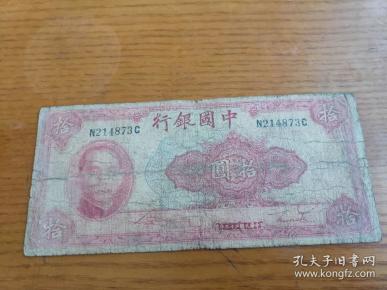 拾 行銀國中 拾
N214873C N214873C
圓拾
拾 拾
孔夫子旧书网
www.kongfz.com